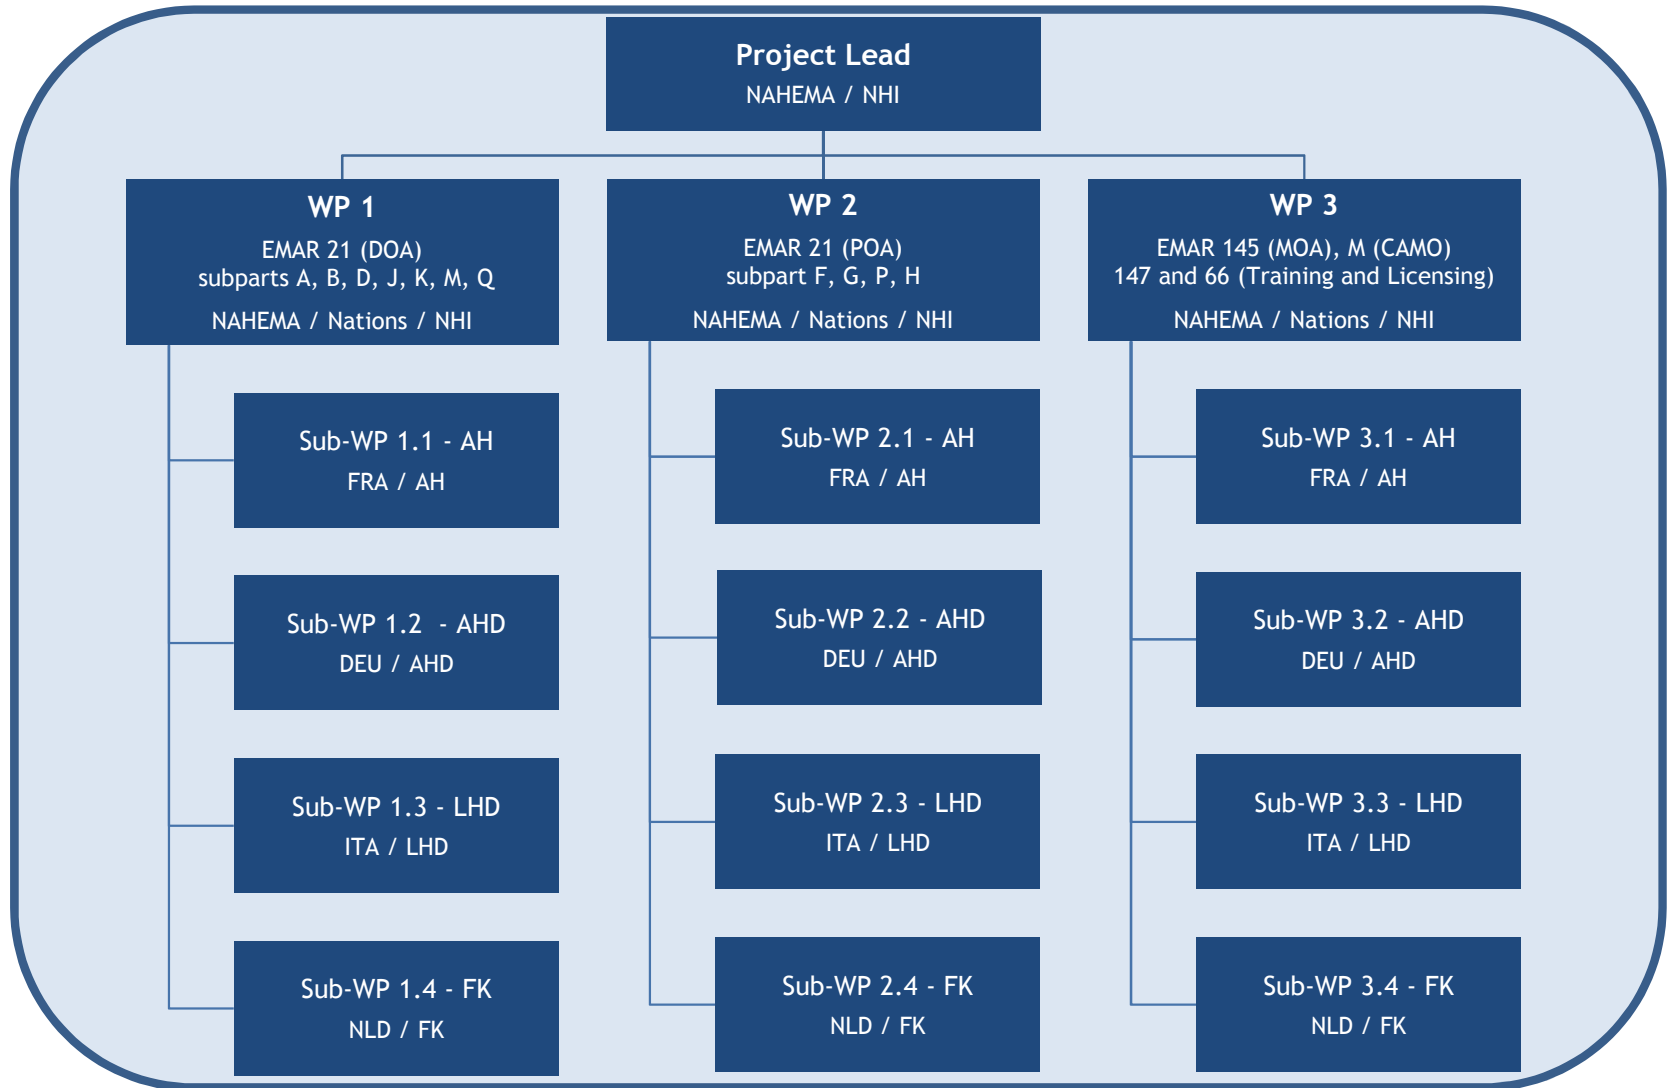 Project Lead
NAHEMA / NHI
WP 1
EMAR 21 (DOA)
subparts A, B, D, J, K, M, Q
NAHEMA / Nations / NHI
Sub-WP 1.1 - AH
FRA / AH
Sub-WP 1.2  - AHD
DEU / AHD
Sub-WP 1.3 - LHD
ITA / LHD
Sub-WP 1.4 - FK
NLD / FK
WP 2
EMAR 21 (POA)
subpart F, G, P, H
NAHEMA / Nations / NHI
Sub-WP 2.1 - AH
FRA / AH
Sub-WP 2.2 - AHD
DEU / AHD
Sub-WP 2.3 - LHD
ITA / LHD
Sub-WP 2.4 - FK
NLD / FK
WP 3
EMAR 145 (MOA), M (CAMO)
147 and 66 (Training and Licensing)
NAHEMA / Nations / NHI
Sub-WP 3.1 - AH
FRA / AH
Sub-WP 3.2 - AHD
DEU / AHD
Sub-WP 3.3 - LHD
ITA / LHD
Sub-WP 3.4 - FK
NLD / FK